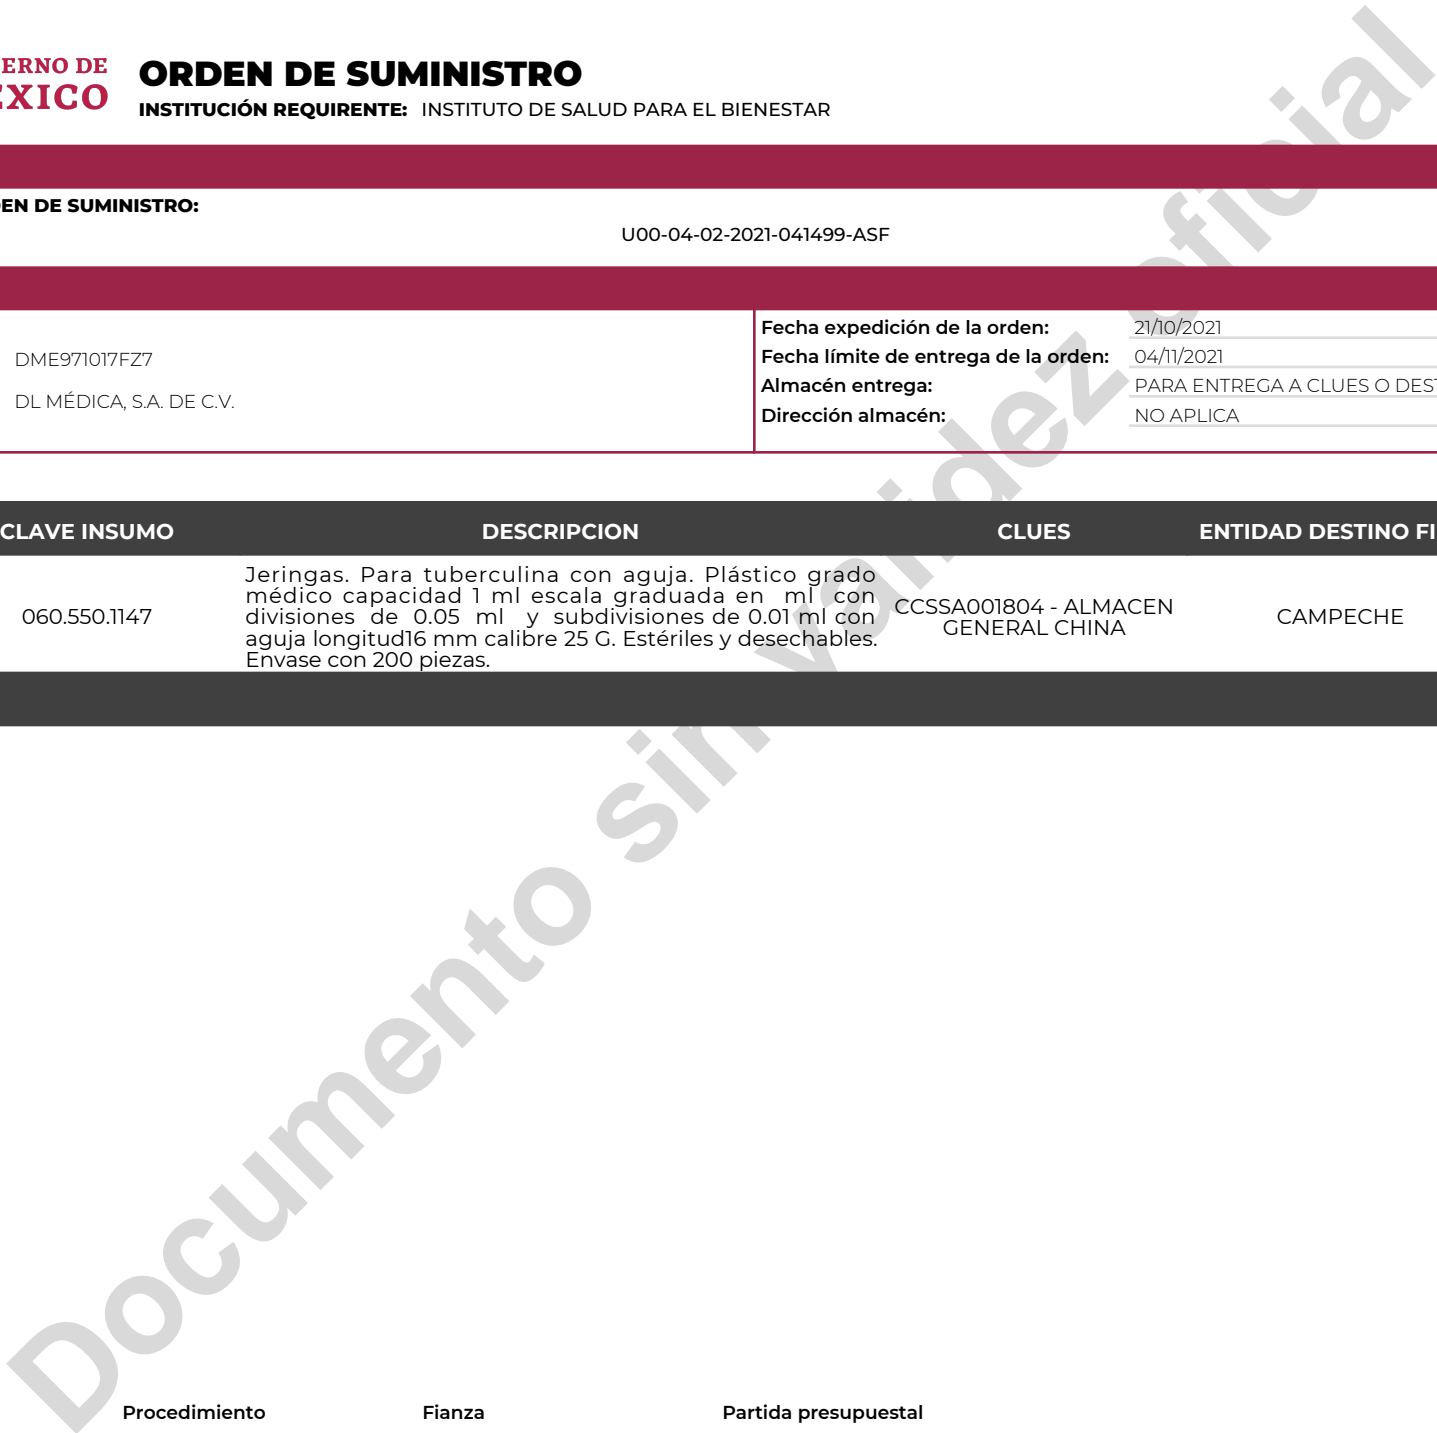 ERNO DE
EXICO
ORDEN DE SUMINISTRO
INSTITUCIÓN REQUIRENTE: INSTITUTO DE SALUD PARA EL BIENESTAR
EN DE SUMINISTRO:
U00-04-02-2021-041499-ASF
DME971017FZ7
DL MÉDICA, S.A. DE C.V.
Fecha expedición de la orden: 21/10/2021
Fecha límite de entrega de la orden: 04/11/2021
Almacén entrega: PARA ENTREGA A CLUES O DEST
Dirección almacén: NO APLICA
CLAVE INSUMO DESCRIPCION CLUES ENTIDAD DESTINO FI
060.550.1147
Jeringas. Para tuberculina con aguja. Plástico grado
médico capacidad 1 ml escala graduada en ml con
divisiones de 0.05 ml y subdivisiones de 0.01 ml con
aguja longitud16 mm calibre 25 G. Estériles y desechables.
Envase con 200 piezas.
CCSSA001804 - ALMACEN
GENERAL CHINA
CAMPECHE
Documento sin validez oficial
Procedimiento Fianza Partida presupuestal